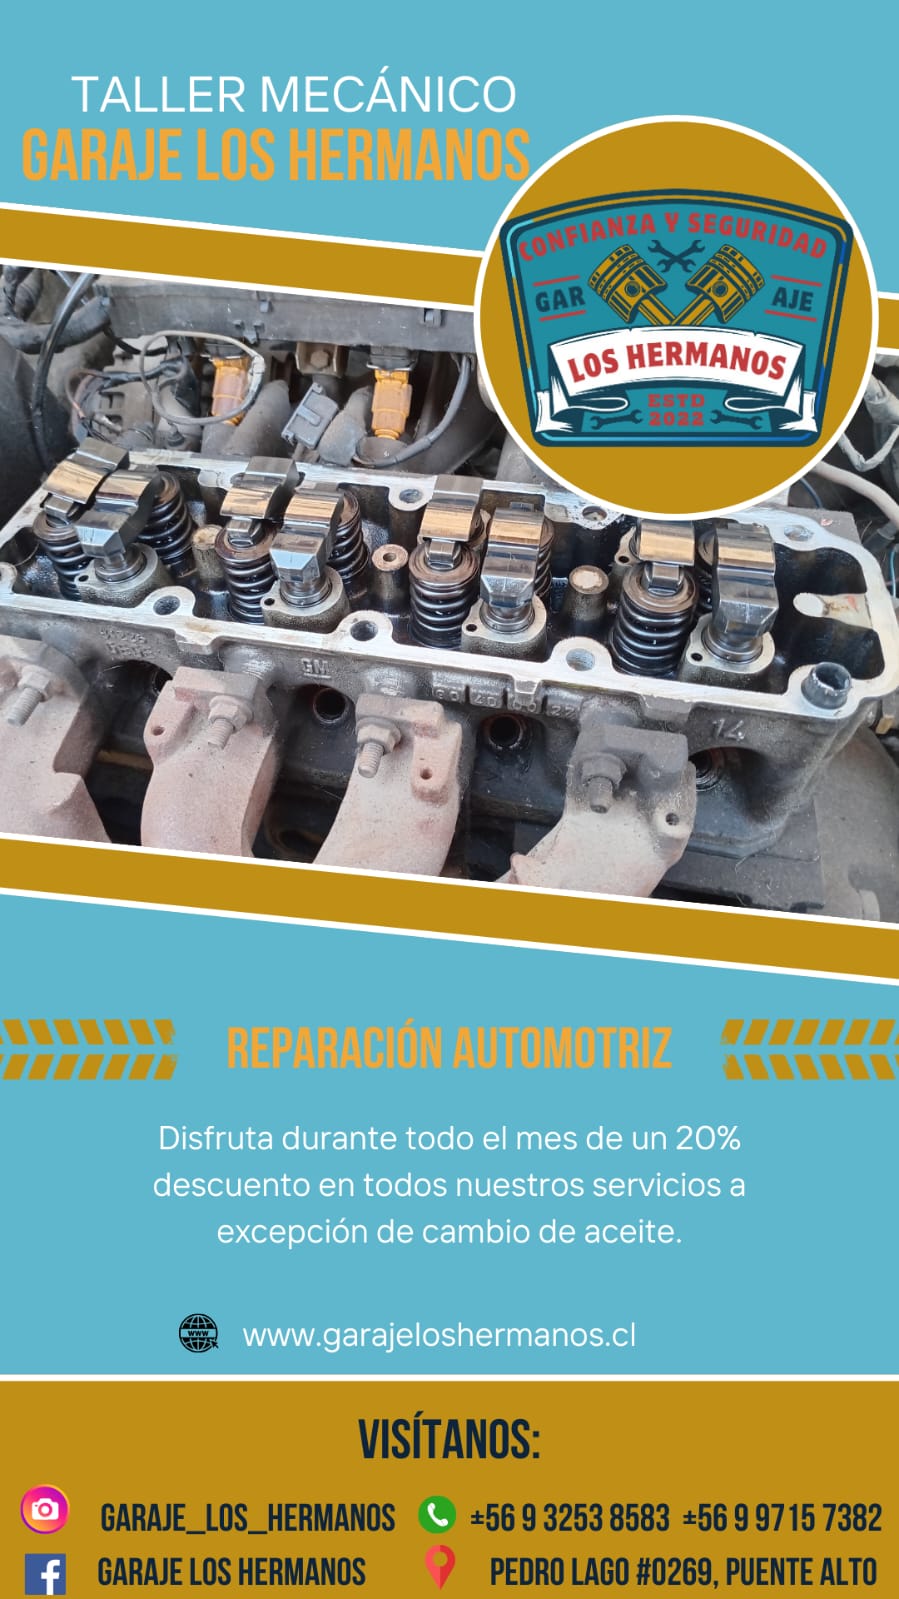 TALLER MECÁNICO
GARAJE LOS HERMANOS
CONFIANZA Y SEGURIDAD
GAR AJE
LOS HERMANOS
ESTD
2022
GM
14
REPARACIÓN AUTOMOTRIZ
Disfruta durante todo el mes de un 20%
descuento en todos nuestros servicios a
excepción de cambio de aceite.
www
www.garajeloshermanos.cl
VISÍTANOS:
GARAJE_LOS_HERMANOS
±56 9 3253 8583 ±56 9 9715 7382
GARAJE LOS HERMANOS
PEDRO LAGO #0269, PUENTE ALTO